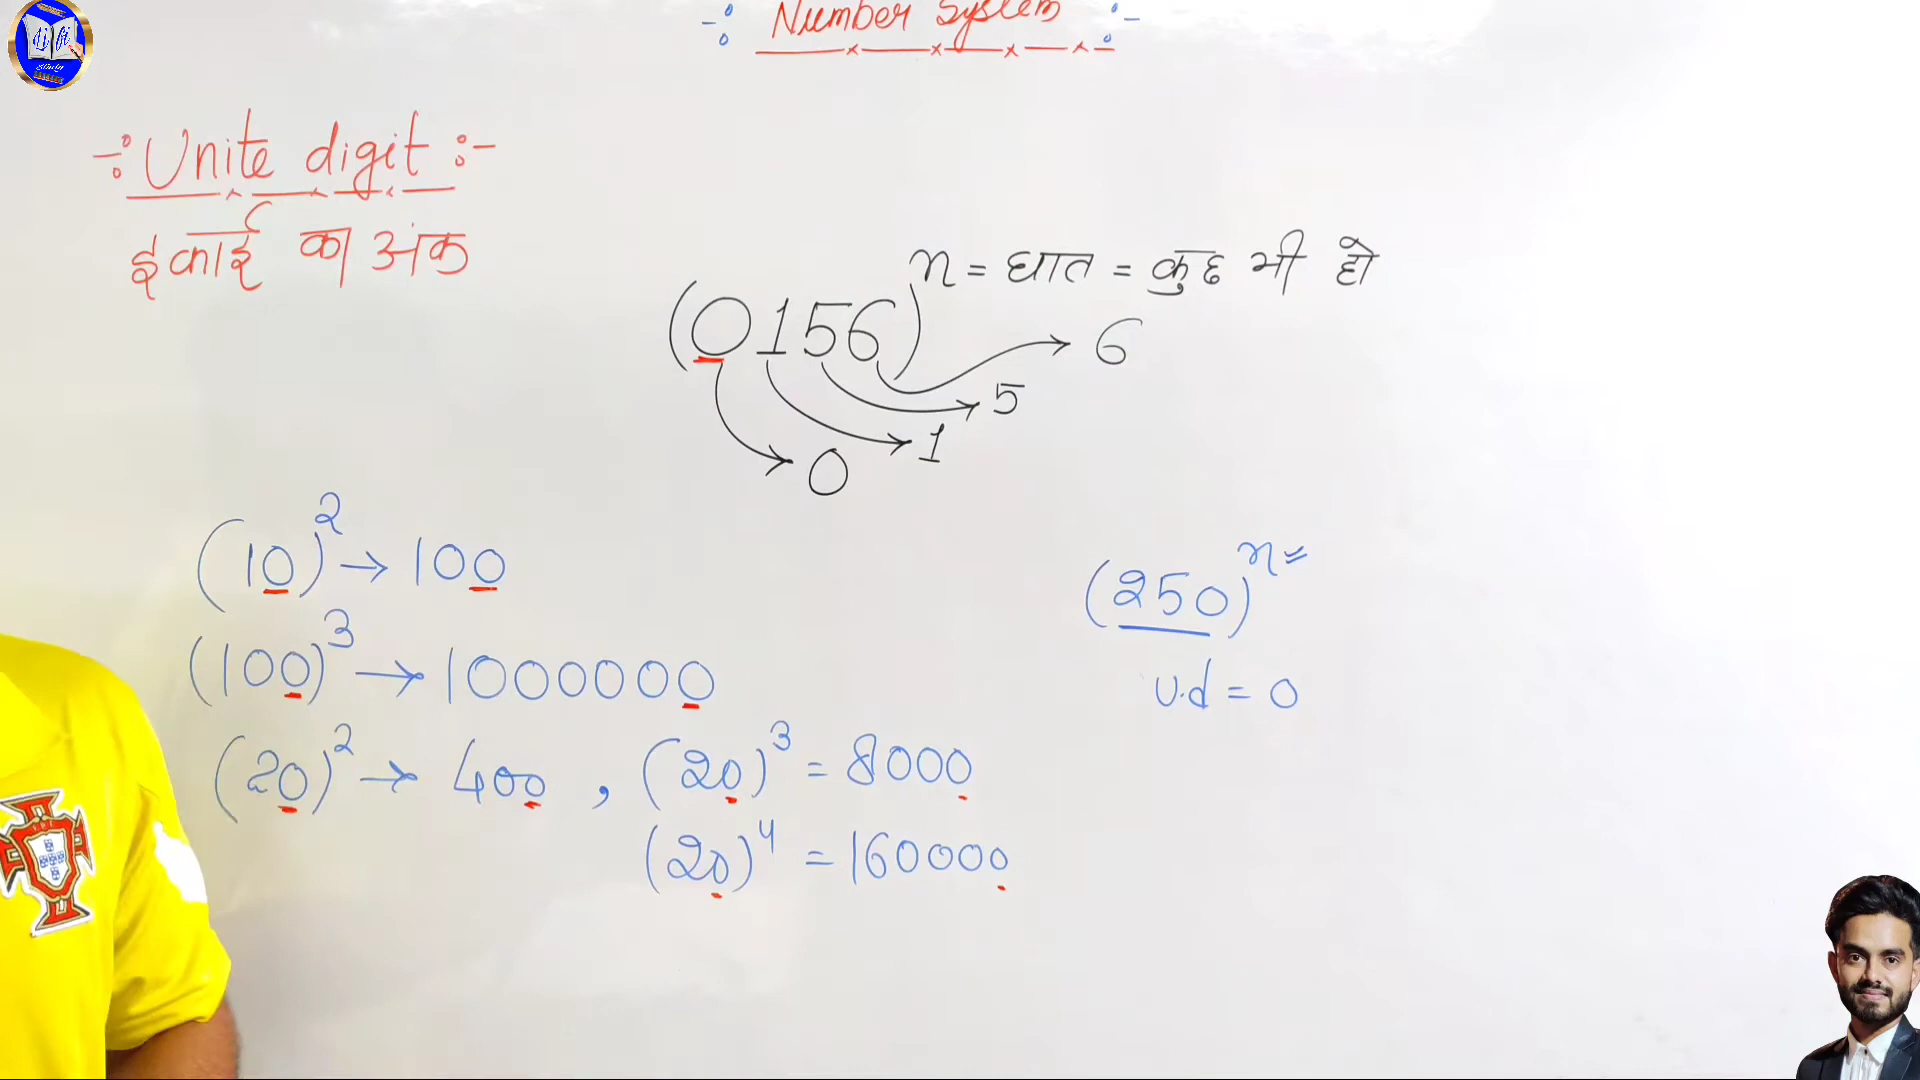 -: Number System :-
-: Unite digit :-
इकाई का अंक
n = घात = कुछ भी हो
(0156)
6
5
1
0
(10)² → 100
(100)³ → 1000000
(20)² → 400 , (20)³ = 8000
(20)⁴ = 160000
(250)ⁿ⁼
U.d = 0
Study